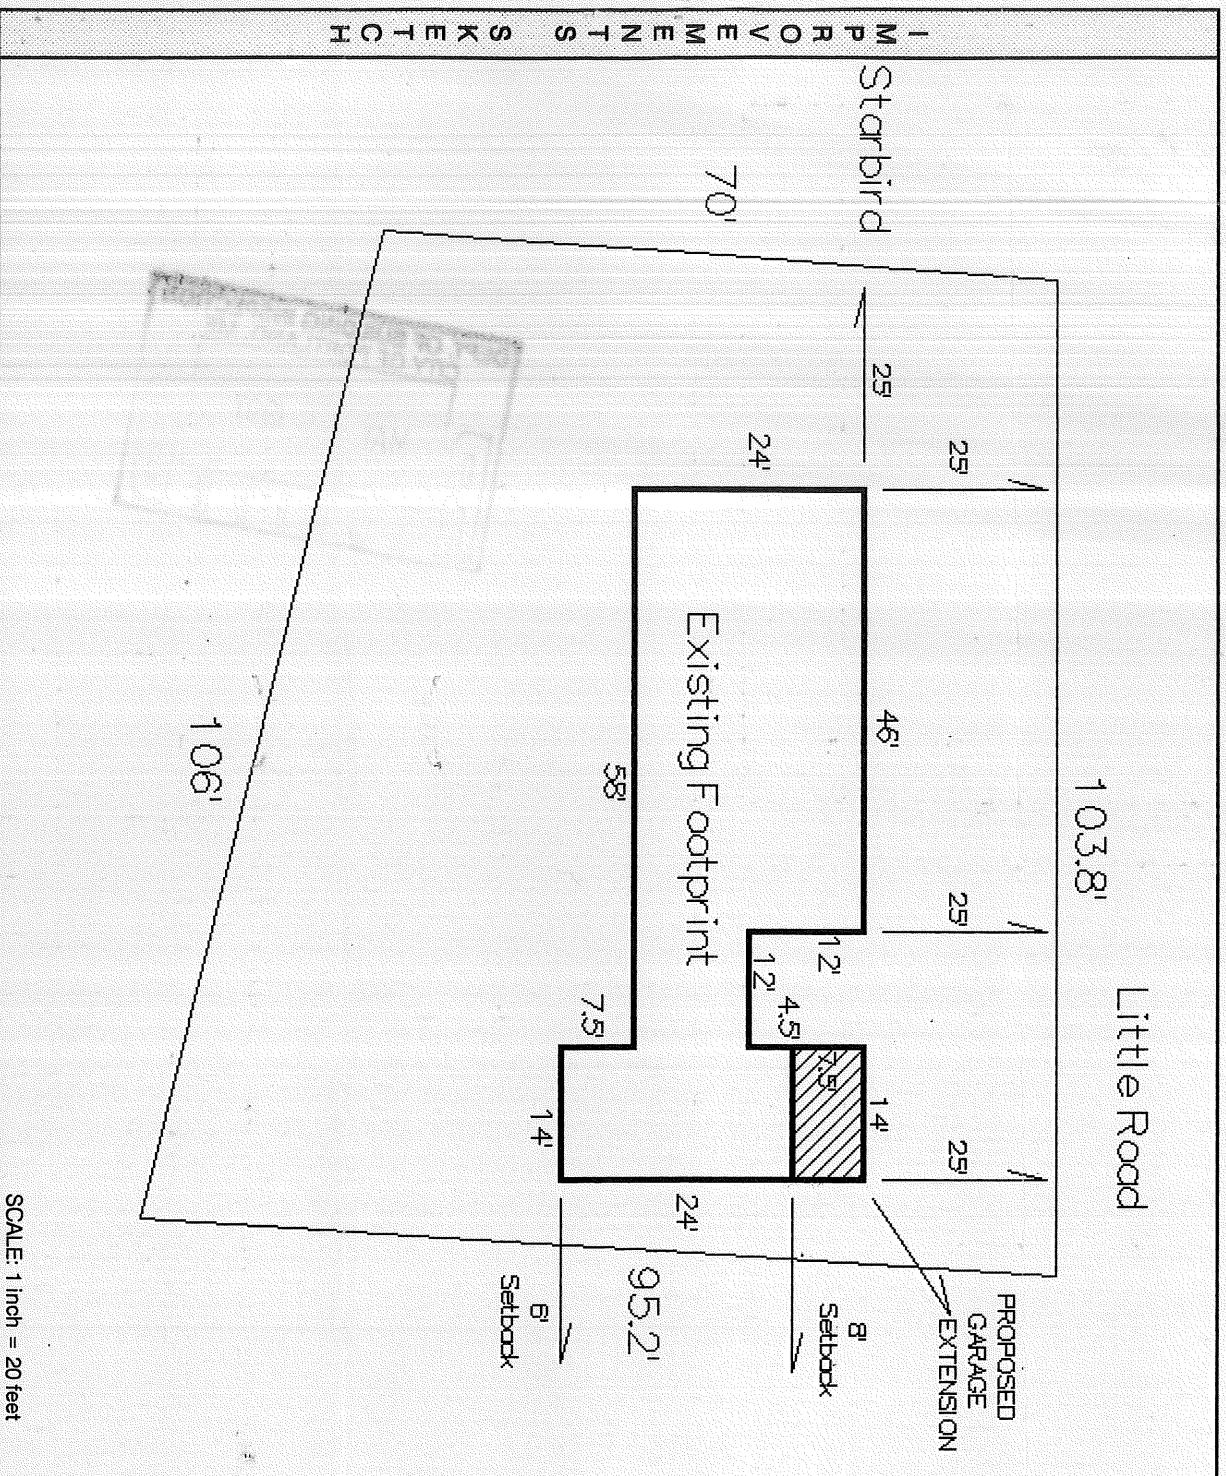 IMPROVEMENTS SKETCH
Little Road
Starbird
103.8'
70'
25'
25'
25'
25'
46'
24'
12'
12'
4.5'
7.5'
14'
Existing Footprint
58'
7.5'
14'
24'
95.2'
106'
8'
Setback
6'
Setback
PROPOSED
GARAGE
EXTENSION
SCALE: 1 inch = 20 feet